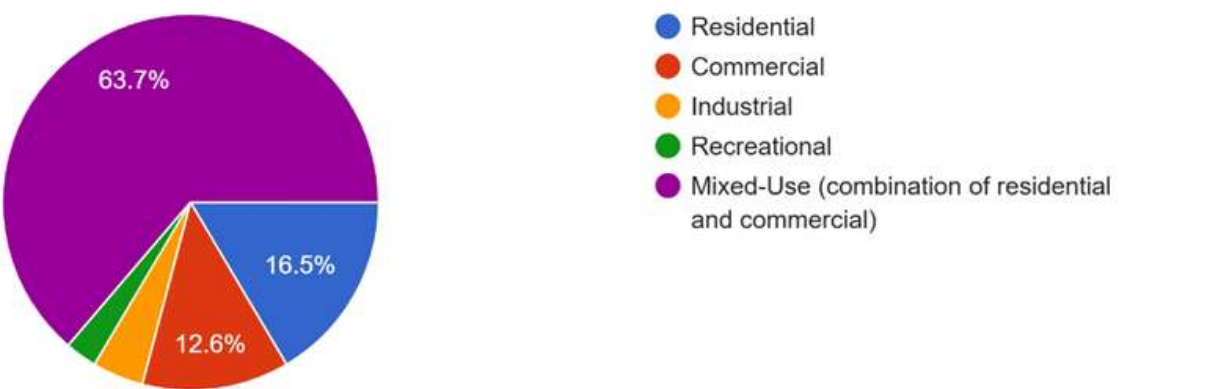 63.7%
16.5%
12.6%
Residential
Commercial
Industrial
Recreational
Mixed-Use (combination of residential
and commercial)